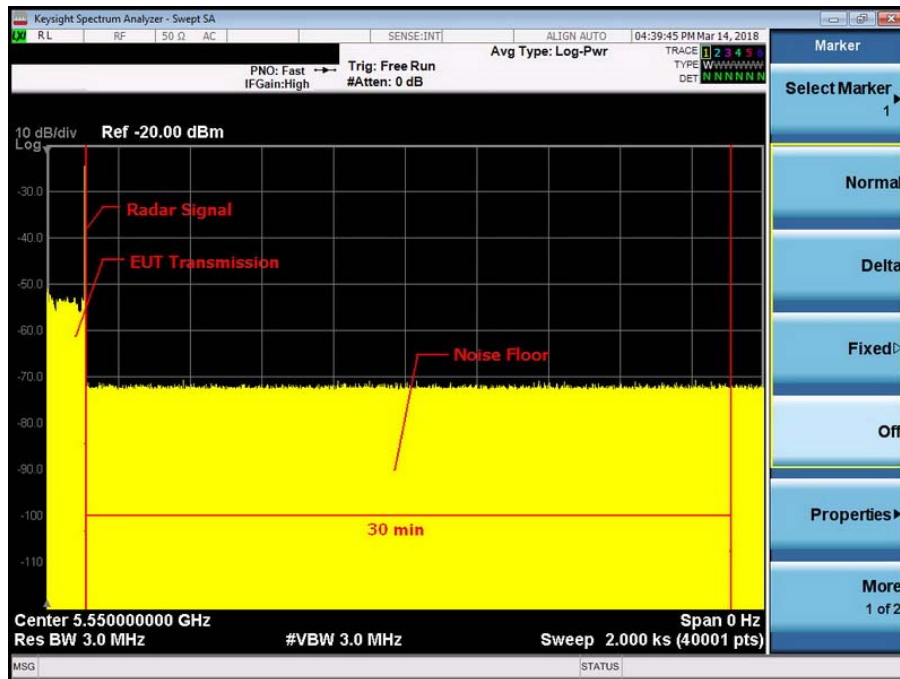 Keysight Spectrum Analyzer - Swept SA
LXI RL RF 50 Ω AC SENSE:INT ALIGN AUTO 04:39:45 PM Mar 14, 2018
Marker
Avg Type: Log-Pwr
TRACE 1 2 3 4 5 6
TYPE WWWWWW
DET N N N N N N
PNO: Fast
IFGain:High
Trig: Free Run
#Atten: 0 dB
Select Marker
1
10 dB/div
Log
Ref -20.00 dBm
Normal
-30.0
Radar Signal
-40.0
EUT Transmission
Delta
-50.0
-60.0
Noise Floor
Fixed
-70.0
-80.0
Off
-90.0
-100
30 min
Properties
-110
More
1 of 2
Center 5.550000000 GHz
Span 0 Hz
Res BW 3.0 MHz
#VBW 3.0 MHz
Sweep 2.000 ks (40001 pts)
MSG
STATUS